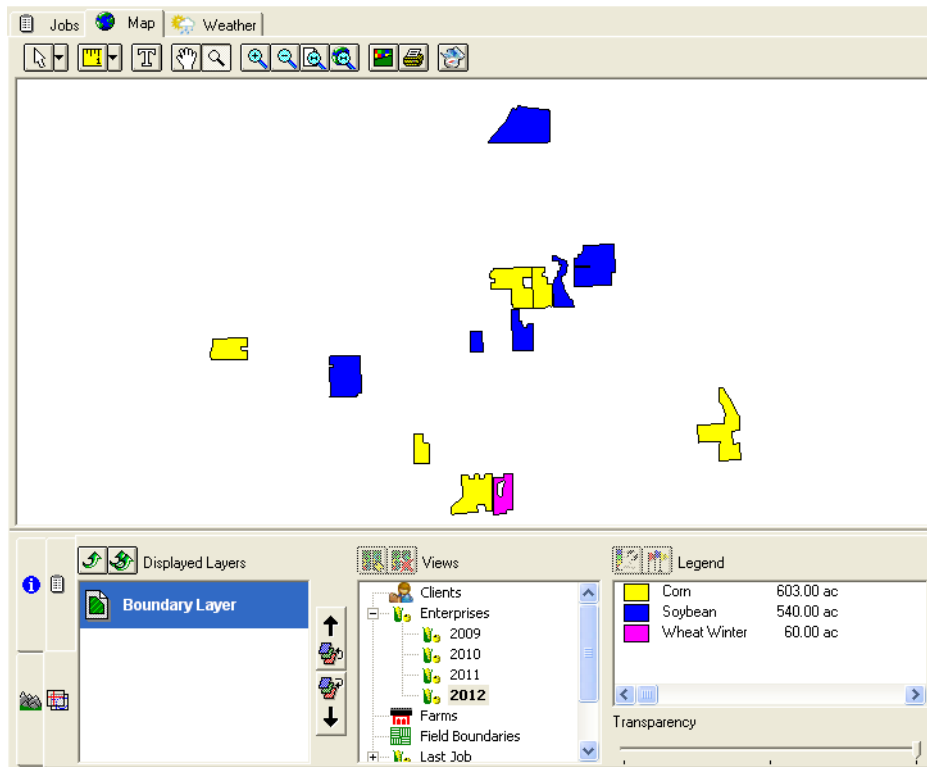 Jobs Map Weather
T
Displayed Layers
Boundary Layer
Views
Clients
Enterprises
2009
2010
2011
2012
Farms
Field Boundaries
Last Job
Legend
Corn 603.00 ac
Soybean 540.00 ac
Wheat Winter 60.00 ac
Transparency